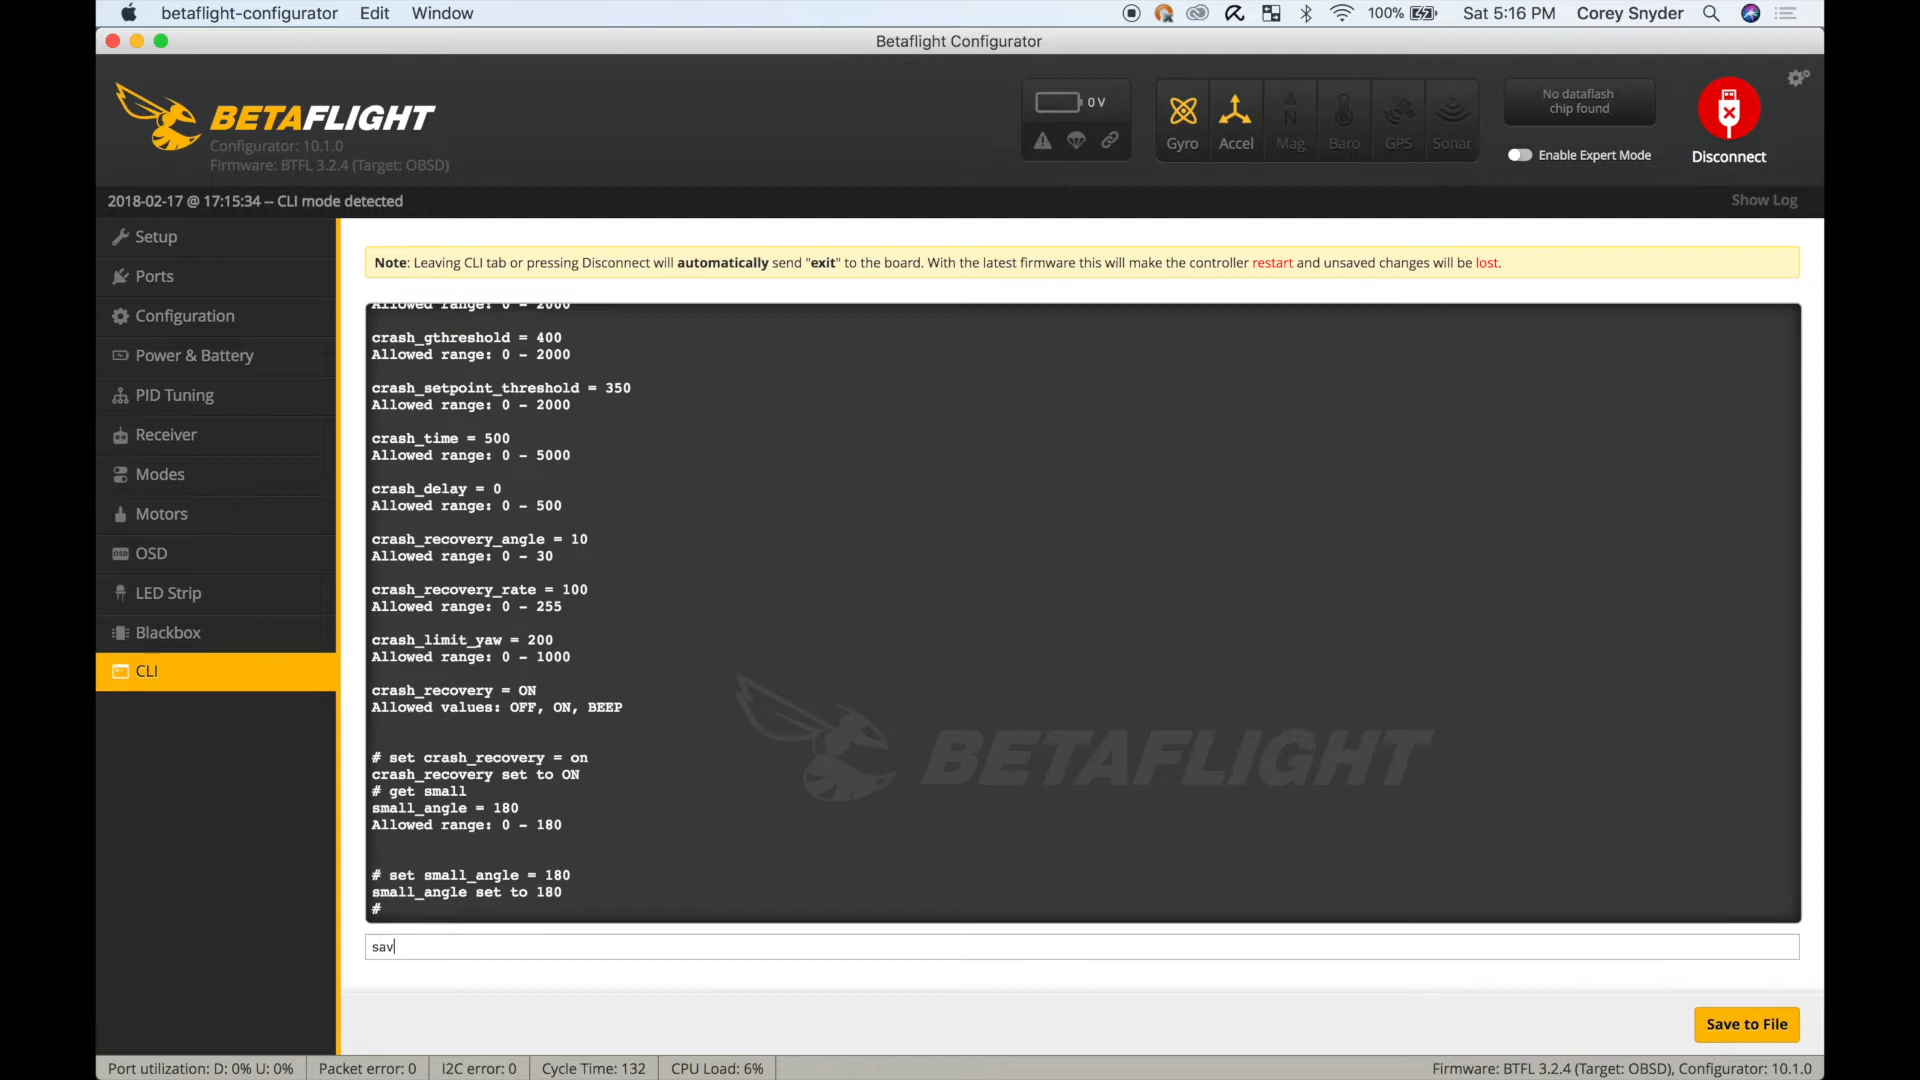 betaflight-configurator Edit Window 100% Sat 5:16 PM Corey Snyder
Betaflight Configurator
BETAFLIGHT
Configurator: 10.1.0
Firmware: BTFL 3.2.4 (Target: OBSD)
0 V
Gyro Accel Mag Baro GPS Sonar
No dataflash
chip found
Enable Expert Mode
Disconnect
2018-02-17 @ 17:15:34 -- CLI mode detected
Show Log
Setup
Ports
Configuration
Power & Battery
PID Tuning
Receiver
Modes
Motors
OSD
LED Strip
Blackbox
CLI
Note: Leaving CLI tab or pressing Disconnect will automatically send "exit" to the board. With the latest firmware this will make the controller restart and unsaved changes will be lost.
Allowed range: 0 - 2000
crash_gthreshold = 400
Allowed range: 0 - 2000
crash_setpoint_threshold = 350
Allowed range: 0 - 2000
crash_time = 500
Allowed range: 0 - 5000
crash_delay = 0
Allowed range: 0 - 500
crash_recovery_angle = 10
Allowed range: 0 - 30
crash_recovery_rate = 100
Allowed range: 0 - 255
crash_limit_yaw = 200
Allowed range: 0 - 1000
crash_recovery = ON
Allowed values: OFF, ON, BEEP
# set crash_recovery = on
crash_recovery set to ON
# get small
small_angle = 180
Allowed range: 0 - 180
# set small_angle = 180
small_angle set to 180
#
BETAFLIGHT
sav
Save to File
Port utilization: D: 0% U: 0% Packet error: 0 I2C error: 0 Cycle Time: 132 CPU Load: 6% Firmware: BTFL 3.2.4 (Target: OBSD), Configurator: 10.1.0